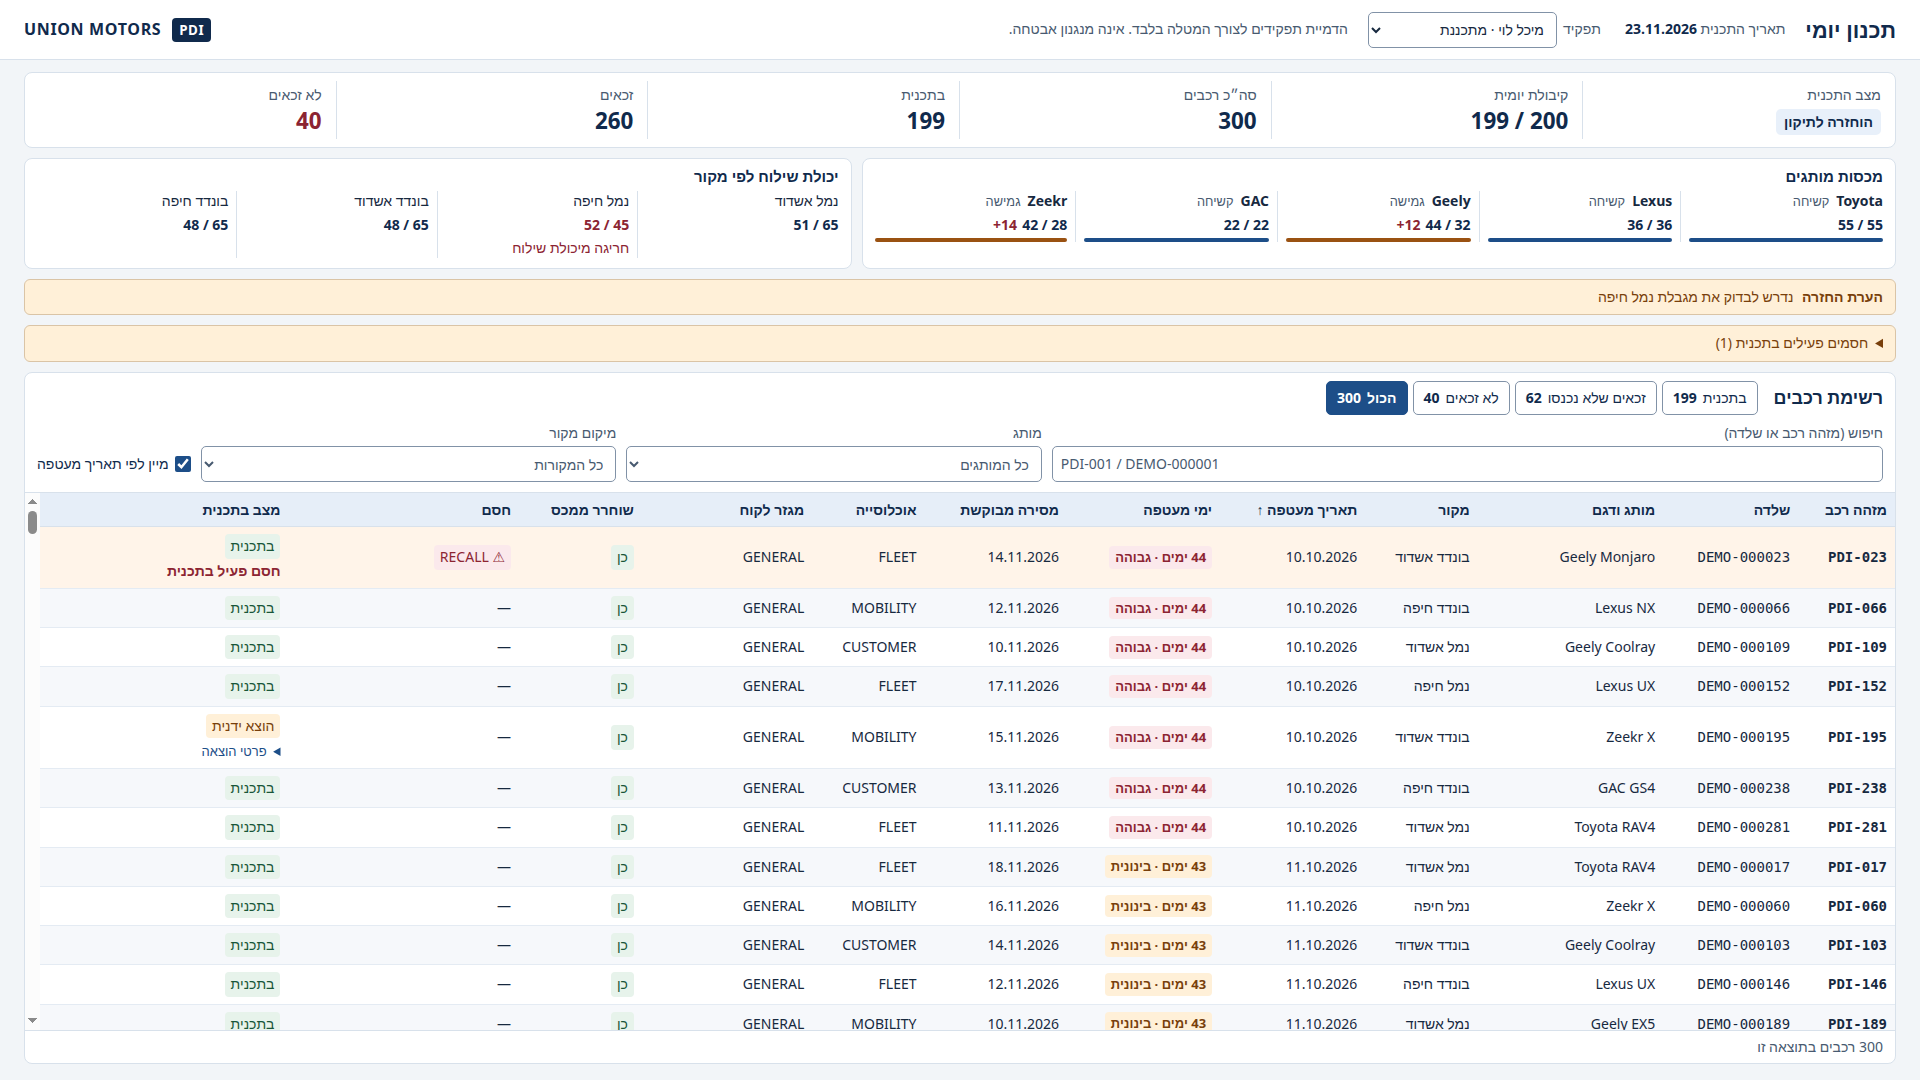 תכנון יומי
תאריך התכנית 23.11.2026
תפקיד
מיכל לוי · מתכננת
הדמיית תפקידים לצורך המטלה בלבד. אינה מנגנון אבטחה.
UNION MOTORS PDI
מצב התכנית
הוחזרה לתיקון
קיבולת יומית
199 / 200
סה״כ רכבים
300
בתכנית
199
זכאים
260
לא זכאים
40
מכסות מותגים
Toyota קשיחה
55 / 55
Lexus קשיחה
36 / 36
Geely גמישה
44 / 32 +12
GAC קשיחה
22 / 22
Zeekr גמישה
42 / 28 +14
יכולת שילוח לפי מקור
נמל אשדוד
51 / 65
נמל חיפה
52 / 45
חריגה מיכולת שילוח
בונדד אשדוד
48 / 65
בונדד חיפה
48 / 65
הערת החזרה נדרש לבדוק את מגבלת נמל חיפה
◀ חסמים פעילים בתכנית (1)
רשימת רכבים
בתכנית 199
זכאים שלא נכנסו 62
לא זכאים 40
הכול 300
חיפוש (מזהה רכב או שלדה)
PDI-001 / DEMO-000001
מותג
כל המותגים
מיקום מקור
כל המקורות
מיין לפי תאריך מעטפה
מזהה רכב שלדה מותג ודגם מקור תאריך מעטפה ↑ ימי מעטפה מסירה מבוקשת אוכלוסייה מגזר לקוח שוחרר ממכס חסם מצב בתכנית
PDI-023 DEMO-000023 Geely Monjaro בונדד אשדוד 10.10.2026 44 ימים · גבוהה 14.11.2026 FLEET GENERAL כן ⚠ RECALL בתכנית
חסם פעיל בתכנית
PDI-066 DEMO-000066 Lexus NX בונדד חיפה 10.10.2026 44 ימים · גבוהה 12.11.2026 MOBILITY GENERAL כן — בתכנית
PDI-109 DEMO-000109 Geely Coolray נמל אשדוד 10.10.2026 44 ימים · גבוהה 10.11.2026 CUSTOMER GENERAL כן — בתכנית
PDI-152 DEMO-000152 Lexus UX נמל חיפה 10.10.2026 44 ימים · גבוהה 17.11.2026 FLEET GENERAL כן — בתכנית
PDI-195 DEMO-000195 Zeekr X בונדד אשדוד 10.10.2026 44 ימים · גבוהה 15.11.2026 MOBILITY GENERAL כן — הוצא ידנית
◀ פרטי הוצאה
PDI-238 DEMO-000238 GAC GS4 בונדד חיפה 10.10.2026 44 ימים · גבוהה 13.11.2026 CUSTOMER GENERAL כן — בתכנית
PDI-281 DEMO-000281 Toyota RAV4 נמל אשדוד 10.10.2026 44 ימים · גבוהה 11.11.2026 FLEET GENERAL כן — בתכנית
PDI-017 DEMO-000017 Toyota RAV4 נמל אשדוד 11.10.2026 43 ימים · בינונית 18.11.2026 FLEET GENERAL כן — בתכנית
PDI-060 DEMO-000060 Zeekr X נמל חיפה 11.10.2026 43 ימים · בינונית 16.11.2026 MOBILITY GENERAL כן — בתכנית
PDI-103 DEMO-000103 Geely Coolray בונדד אשדוד 11.10.2026 43 ימים · בינונית 14.11.2026 CUSTOMER GENERAL כן — בתכנית
PDI-146 DEMO-000146 Lexus UX בונדד חיפה 11.10.2026 43 ימים · בינונית 12.11.2026 FLEET GENERAL כן — בתכנית
PDI-189 DEMO-000189 Geely EX5 נמל אשדוד 11.10.2026 43 ימים · בינונית 10.11.2026 MOBILITY GENERAL כן — בתכנית
300 רכבים בתוצאה זו